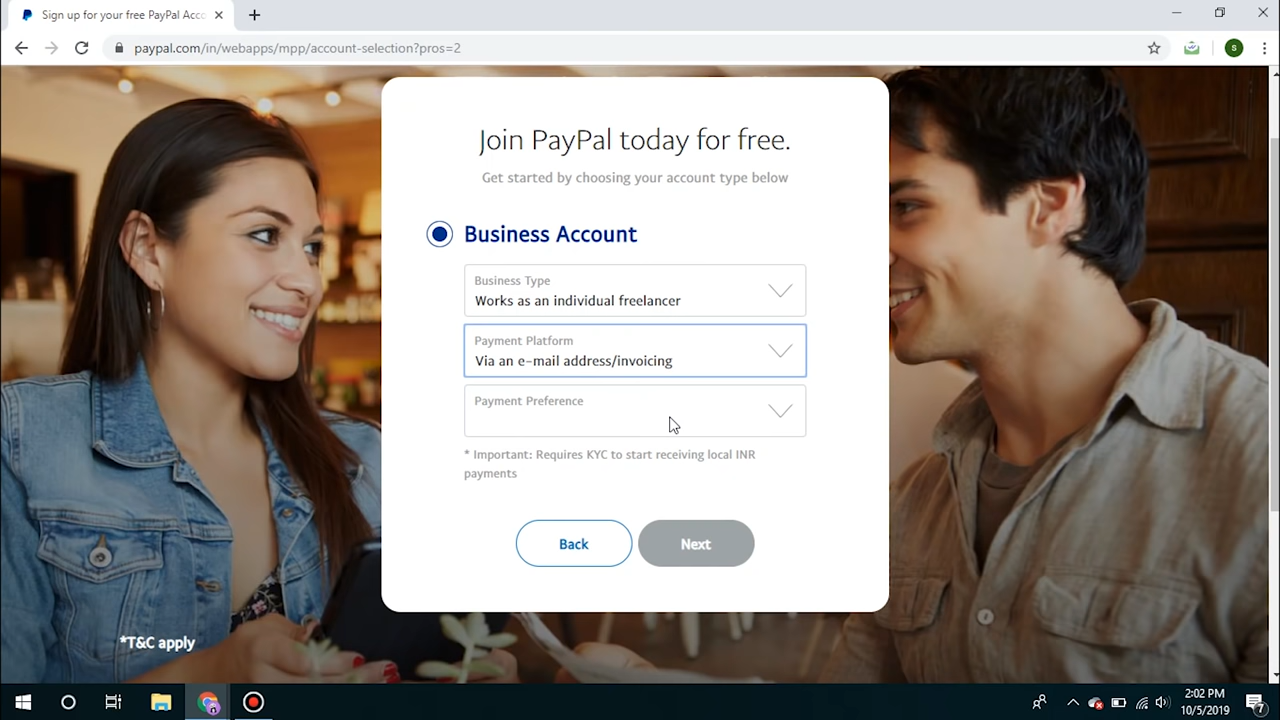 Sign up for your free PayPal Acco
paypal.com/in/webapps/mpp/account-selection?pros=2
S
Join PayPal today for free.
Get started by choosing your account type below
Business Account
Business Type
Works as an individual freelancer
Payment Platform
Via an e-mail address/invoicing
Payment Preference
* Important: Requires KYC to start receiving local INR
payments
Back
Next
*T&C apply
2:02 PM
10/5/2019
7